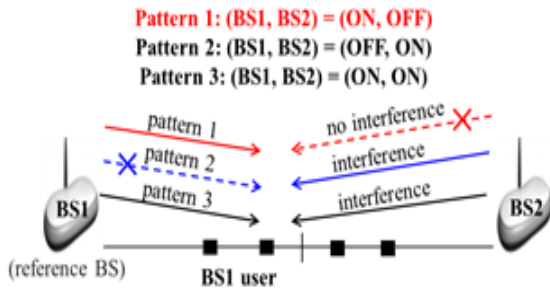 Pattern 1: (BS1, BS2) = (ON, OFF)
Pattern 2: (BS1, BS2) = (OFF, ON)
Pattern 3: (BS1, BS2) = (ON, ON)
pattern 1
no interference
pattern 2
interference
pattern 3
interference
BS1
BS2
(reference BS)
BS1 user